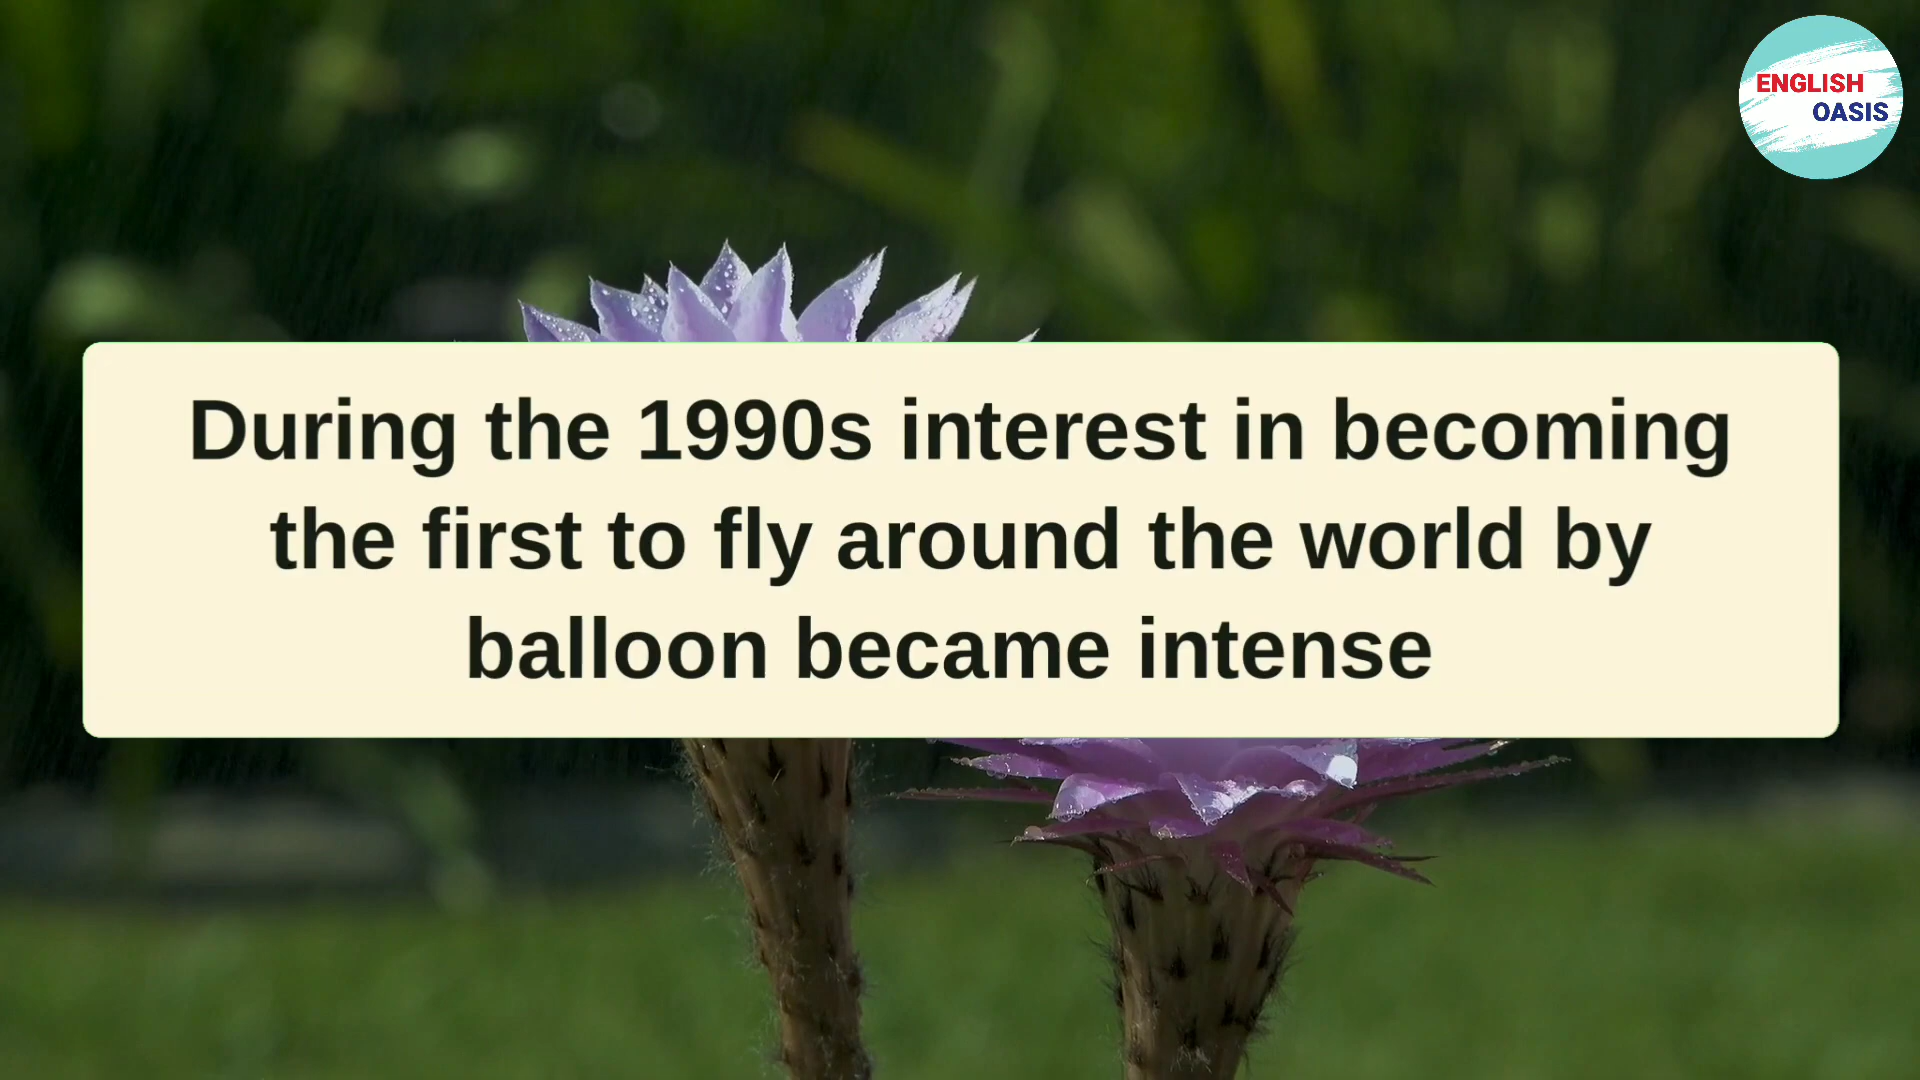 ENGLISH
OASIS
During the 1990s interest in becoming
the first to fly around the world by
balloon became intense